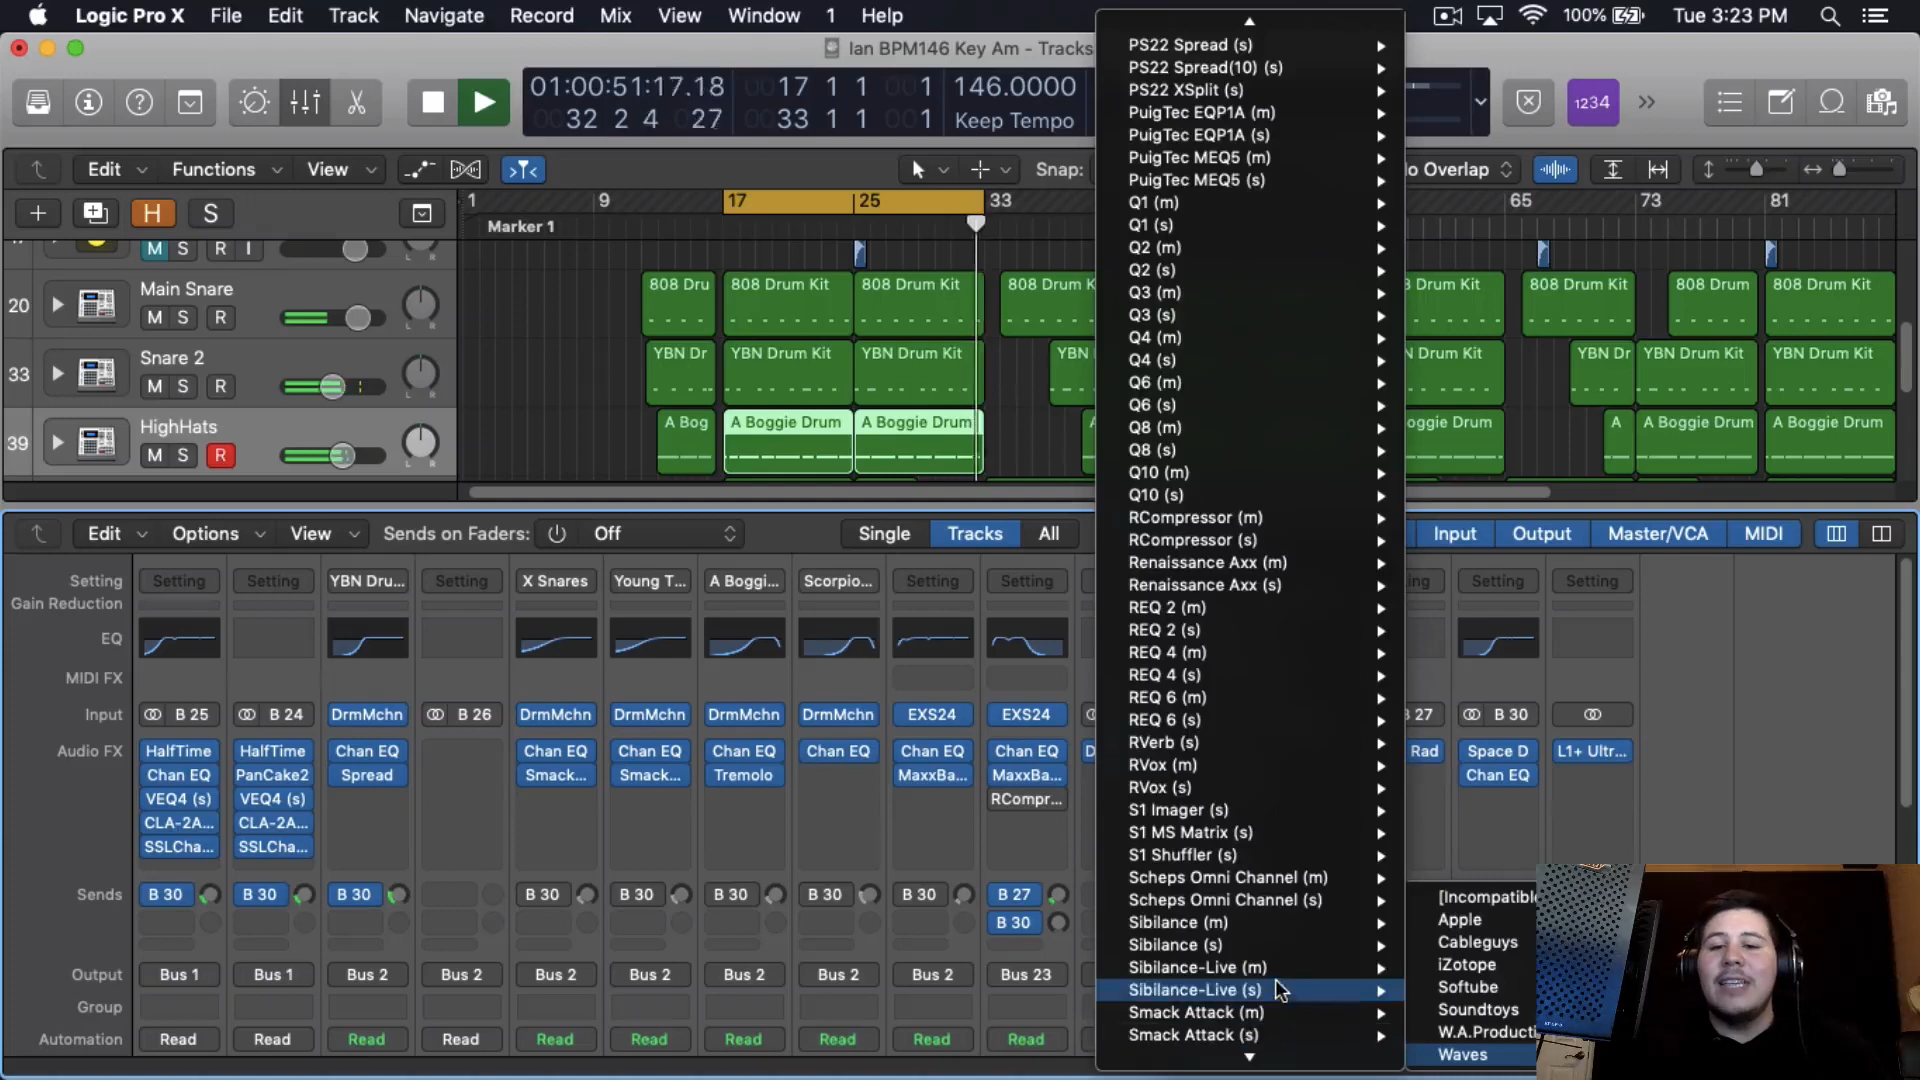 Logic Pro X File Edit Track Navigate Record Mix View Window 1 Help
100% Tue 3:23 PM
Ian BPM146 Key Am - Tracks
01:00:51:17.18 17 1 1 1 146.0000
32 2 4 27 33 1 1 1 Keep Tempo
1234
Edit Functions View Snap: o Overlap
H S
1 9 17 25 33 65 73 81
Marker 1
M S R I
20 Main Snare
M S R
808 Dru 808 Drum Kit 808 Drum Kit 808 Drum K Drum Kit 808 Drum Kit 808 Drum 808 Drum Kit
33 Snare 2
M S R
YBN Dr YBN Drum Kit YBN Drum Kit YBN N Drum Kit YBN Dr YBN Drum Kit YBN Drum Kit
39 HighHats
M S R
A Bog A Boggie Drum A Boggie Drum A oggie Drum A A Boggie Drum A Boggie Drum
Edit Options View Sends on Faders: Off Single Tracks All Input Output Master/VCA MIDI
Setting Setting Setting YBN Dru... Setting X Snares Young T... A Boggi... Scorpio... Setting Setting ing Setting Setting
Gain Reduction
EQ
MIDI FX
Input B 25 B 24 DrmMchn B 26 DrmMchn DrmMchn DrmMchn DrmMchn EXS24 EXS24 D 27 B 30
Audio FX HalfTime HalfTime Chan EQ Chan EQ Chan EQ Chan EQ Chan EQ Chan EQ Chan EQ Rad Space D L1+ Ultr...
Chan EQ PanCake2 Spread Smack... Smack... Tremolo MaxxBa... MaxxBa... Chan EQ
VEQ4 (s) VEQ4 (s) RCompr...
CLA-2A... CLA-2A...
SSLCha... SSLCha...
Sends B 30 B 30 B 30 B 30 B 30 B 30 B 30 B 30 B 27
B 30
Output Bus 1 Bus 1 Bus 2 Bus 2 Bus 2 Bus 2 Bus 2 Bus 2 Bus 2 Bus 23
Group
Automation Read Read Read Read Read Read Read Read Read Read
PS22 Spread (s)
PS22 Spread(10) (s)
PS22 XSplit (s)
PuigTec EQP1A (m)
PuigTec EQP1A (s)
PuigTec MEQ5 (m)
PuigTec MEQ5 (s)
Q1 (m)
Q1 (s)
Q2 (m)
Q2 (s)
Q3 (m)
Q3 (s)
Q4 (m)
Q4 (s)
Q6 (m)
Q6 (s)
Q8 (m)
Q8 (s)
Q10 (m)
Q10 (s)
RCompressor (m)
RCompressor (s)
Renaissance Axx (m)
Renaissance Axx (s)
REQ 2 (m)
REQ 2 (s)
REQ 4 (m)
REQ 4 (s)
REQ 6 (m)
REQ 6 (s)
RVerb (s)
RVox (m)
RVox (s)
S1 Imager (s)
S1 MS Matrix (s)
S1 Shuffler (s)
Scheps Omni Channel (m)
Scheps Omni Channel (s)
Sibilance (m)
Sibilance (s)
Sibilance-Live (m)
Sibilance-Live (s)
Smack Attack (m)
Smack Attack (s)
[Incompatible
Apple
Cableguys
iZotope
Softube
Soundtoys
W.A.Producti
Waves